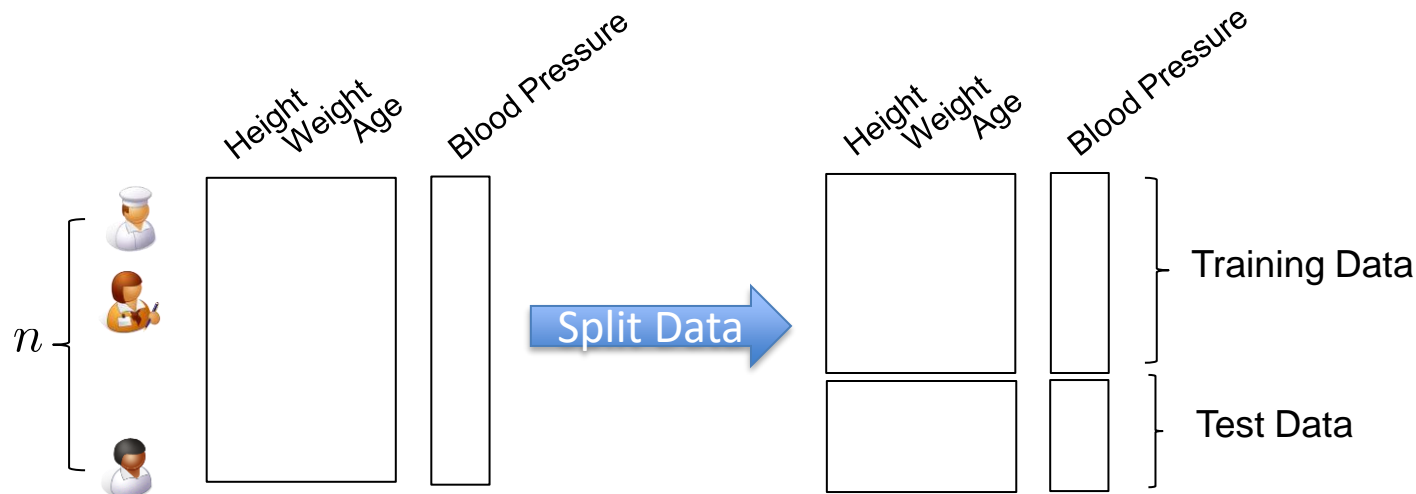 Height
Weight
Age
Blood Pressure
n
Split Data
Height
Weight
Age
Blood Pressure
Training Data
Test Data